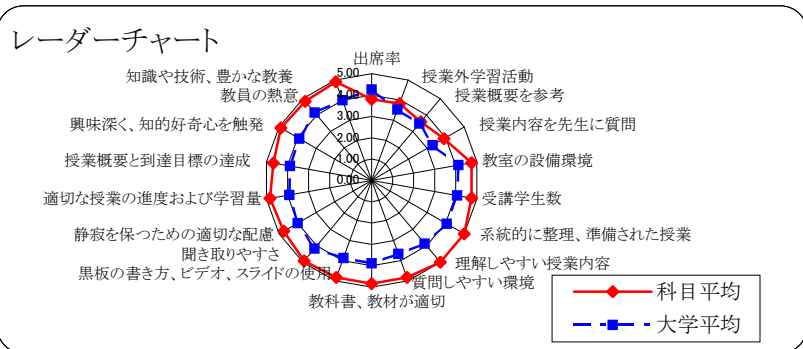 レーダーチャート
出席率
授業外学習活動
授業概要を参考
授業内容を先生に質問
教室の設備環境
受講学生数
系統的に整理、準備された授業
理解しやすい授業内容
質問しやすい環境
教科書、教材が適切
黒板の書き方、ビデオ、スライドの使用
聞き取りやすさ
静寂を保つための適切な配慮
適切な授業の進度および学習量
授業概要と到達目標の達成
興味深く、知的好奇心を触発
教員の熱意
知識や技術、豊かな教養
5.00
4.00
3.00
2.00
1.00
0.00
科目平均
大学平均